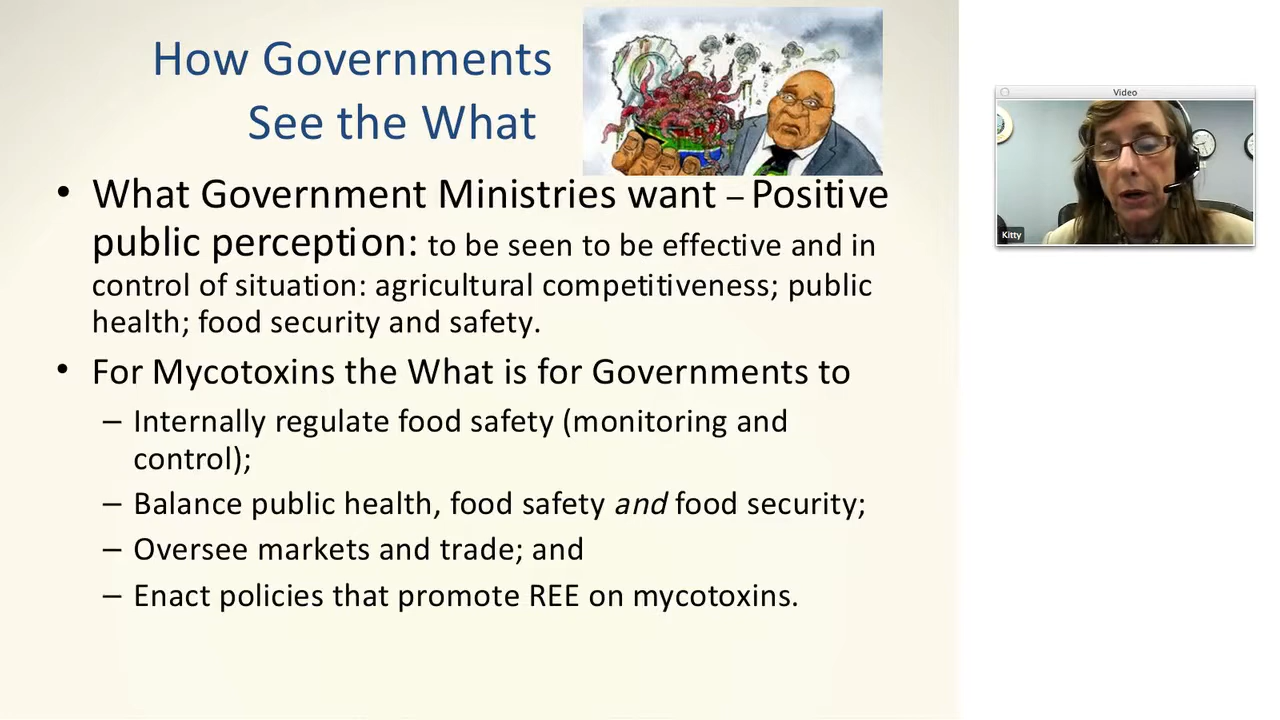 How Governments
See the What
• What Government Ministries want – Positive
public perception: to be seen to be effective and in
control of situation: agricultural competitiveness; public
health; food security and safety.
• For Mycotoxins the What is for Governments to
– Internally regulate food safety (monitoring and
control);
– Balance public health, food safety and food security;
– Oversee markets and trade; and
– Enact policies that promote REE on mycotoxins.
Video
Kitty